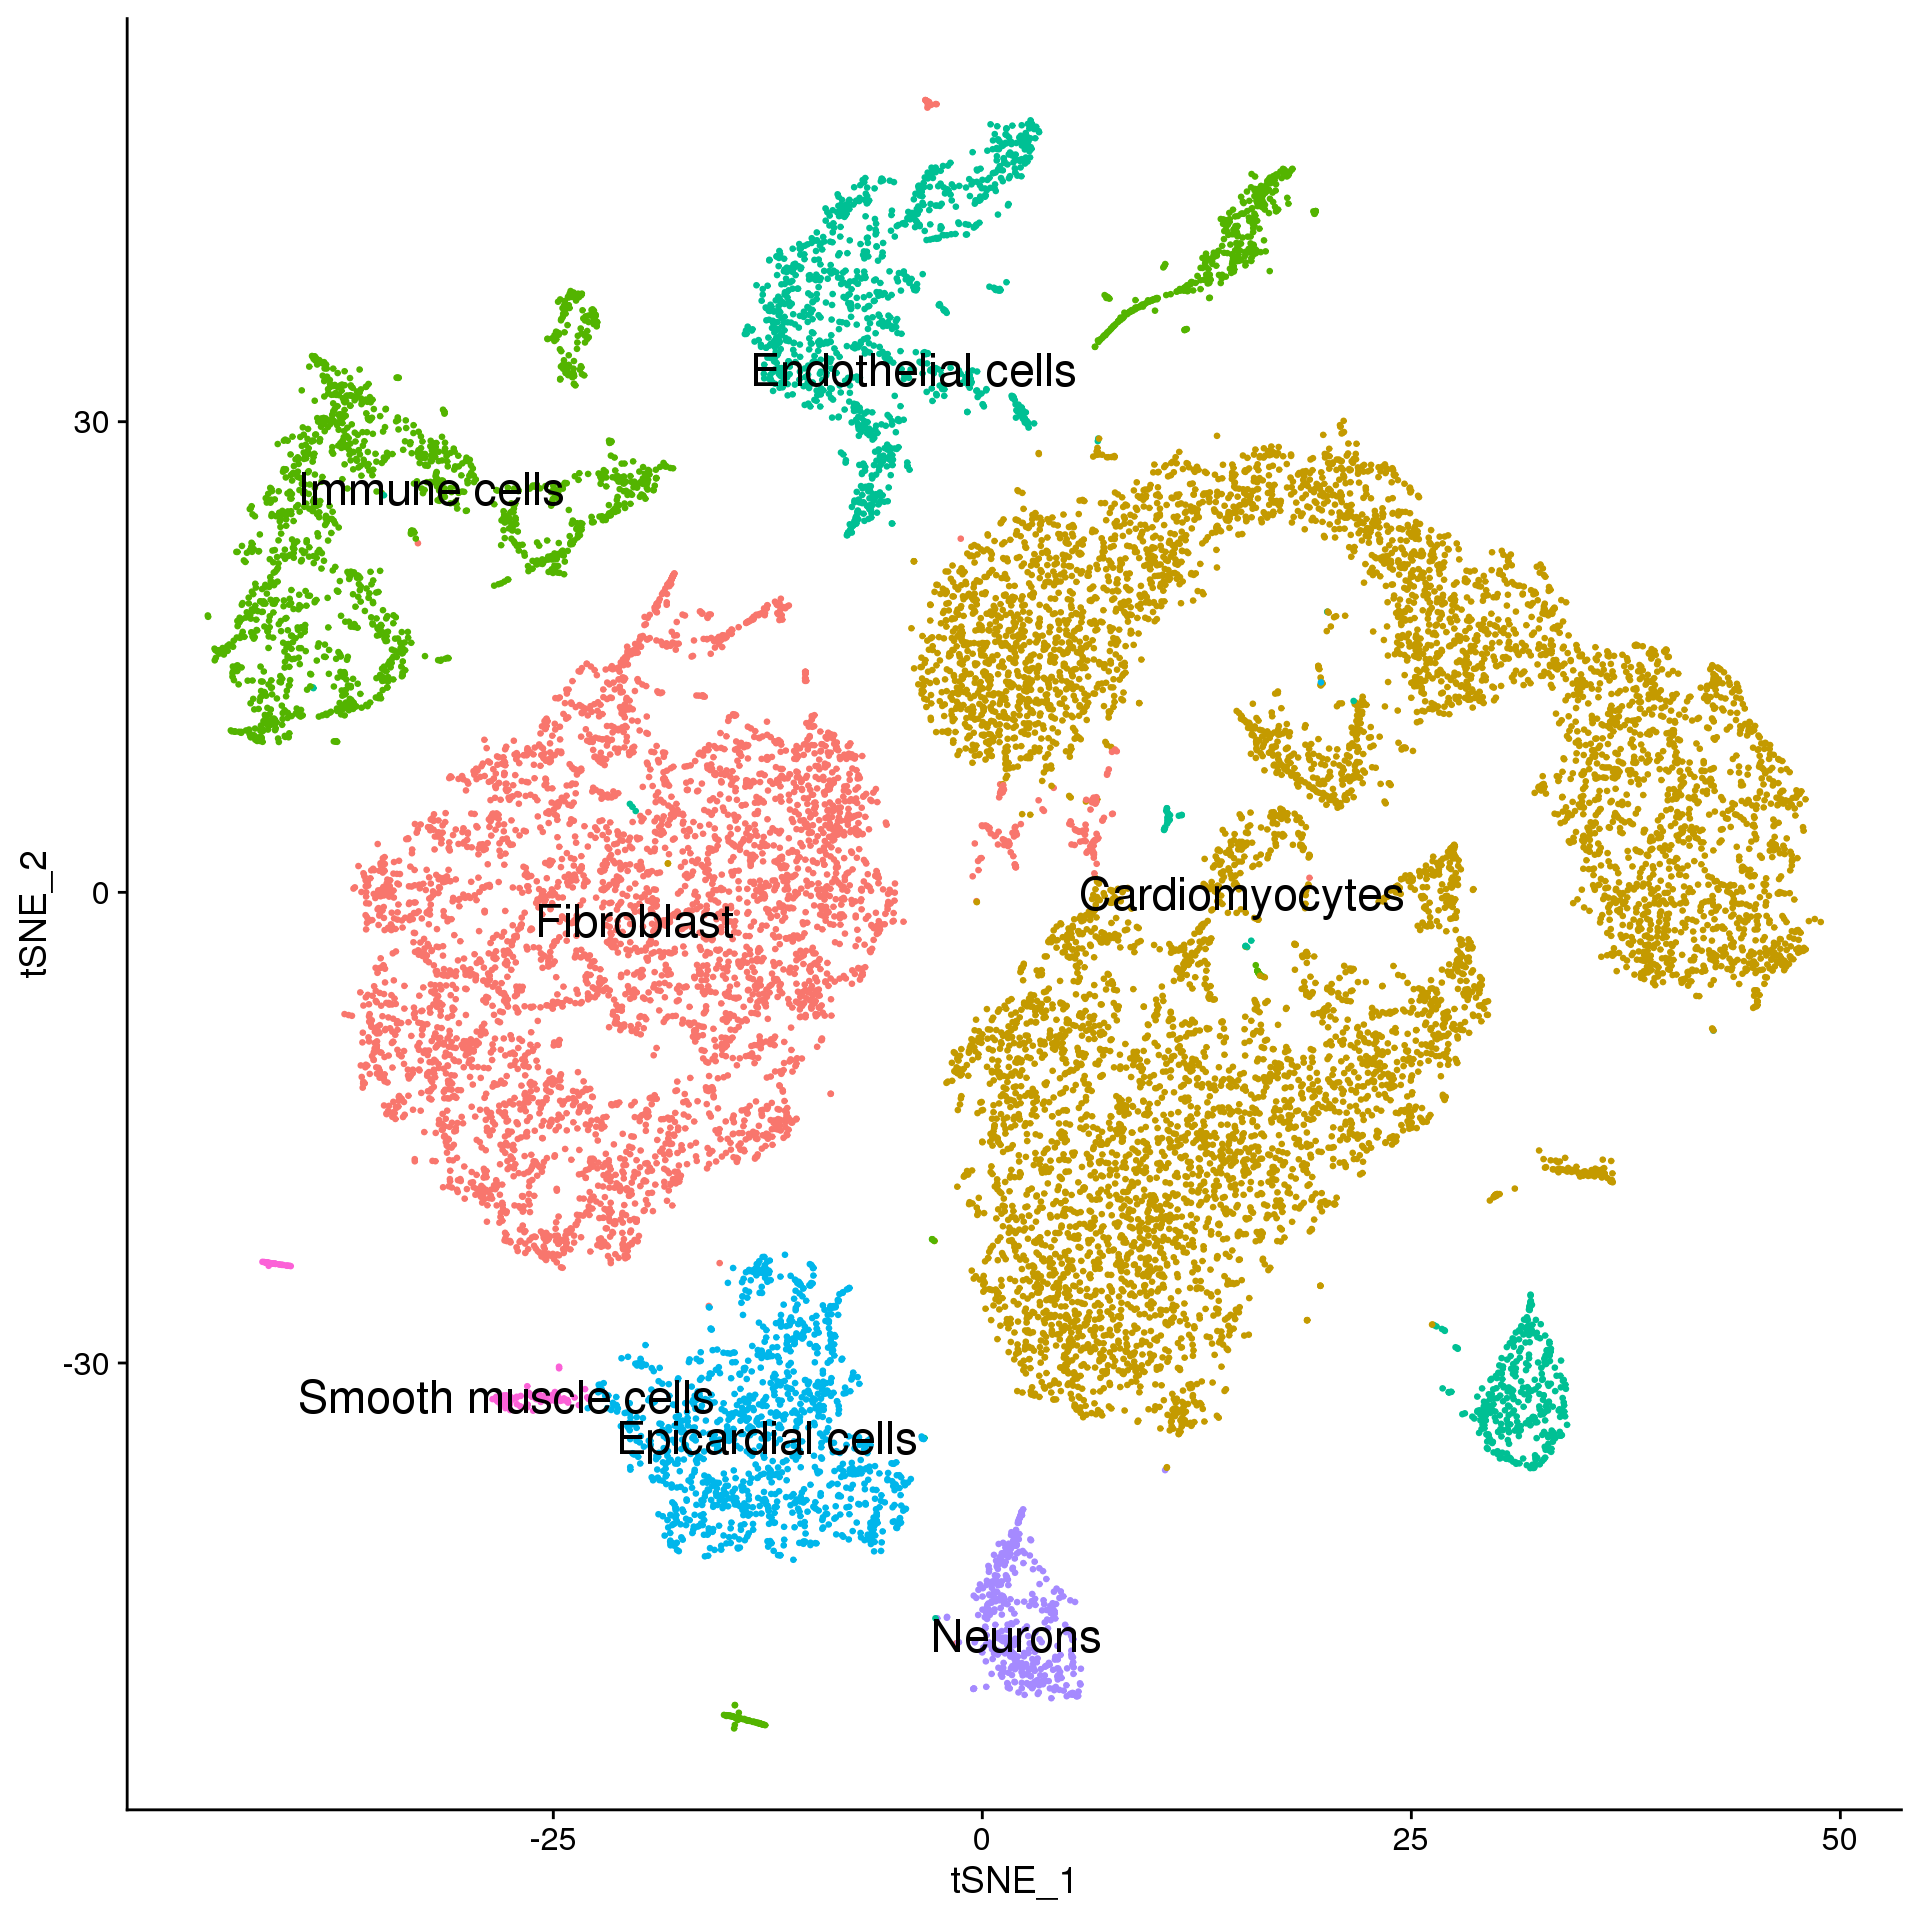 Endothelial cells
30
Immune cells
0
Cardiomyocytes
Fibroblast
tSNE_2
-30
Smooth muscle cells
Epicardial cells
Neurons
-25
0
25
50
tSNE_1